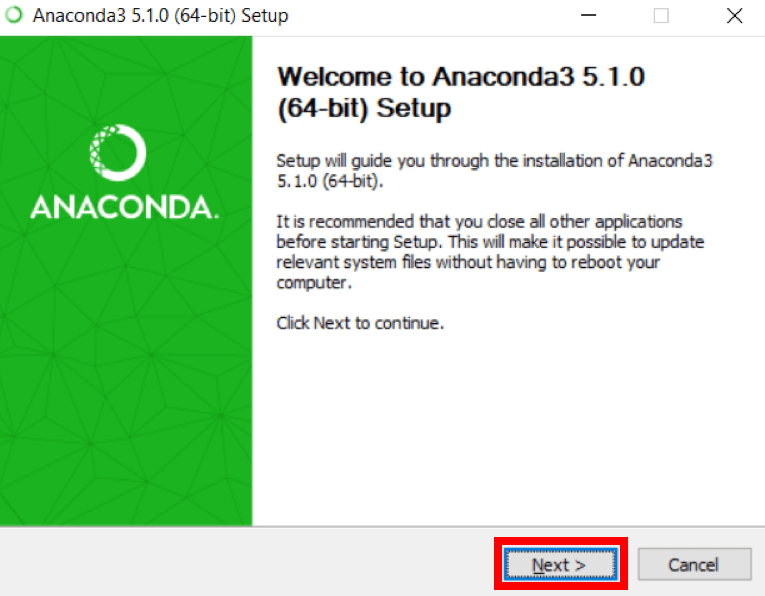 Anaconda3 5.1.0 (64-bit) Setup
Welcome to Anaconda3 5.1.0
(64-bit) Setup
ANACONDA.
Setup will guide you through the installation of Anaconda3
5.1.0 (64-bit).
It is recommended that you close all other applications
before starting Setup. This will make it possible to update
relevant system files without having to reboot your
computer.
Click Next to continue.
Next >
Cancel